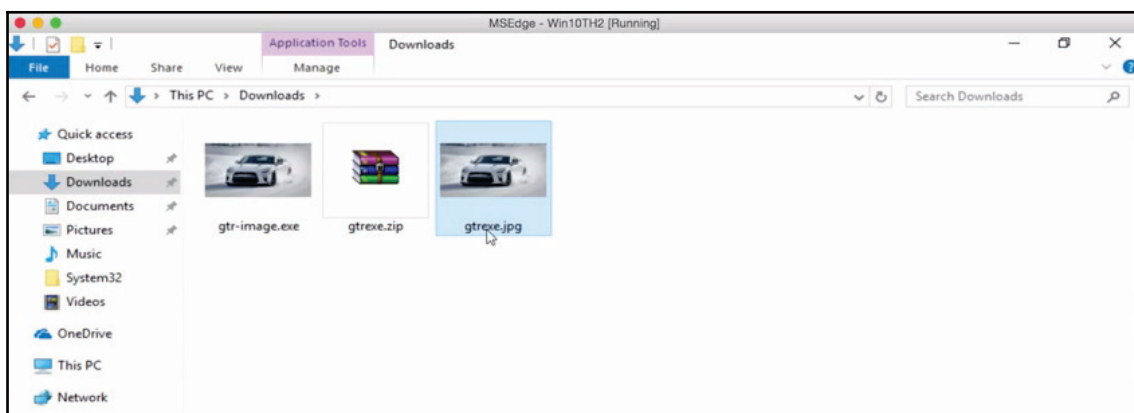 MSEdge - Win10TH2 [Running]
Application Tools Downloads
File Home Share View Manage
This PC > Downloads >
Search Downloads
Quick access
Desktop
Downloads
Documents
Pictures
Music
System32
Videos
OneDrive
This PC
Network
gtr-image.exe gtrexe.zip gtrexe.jpg